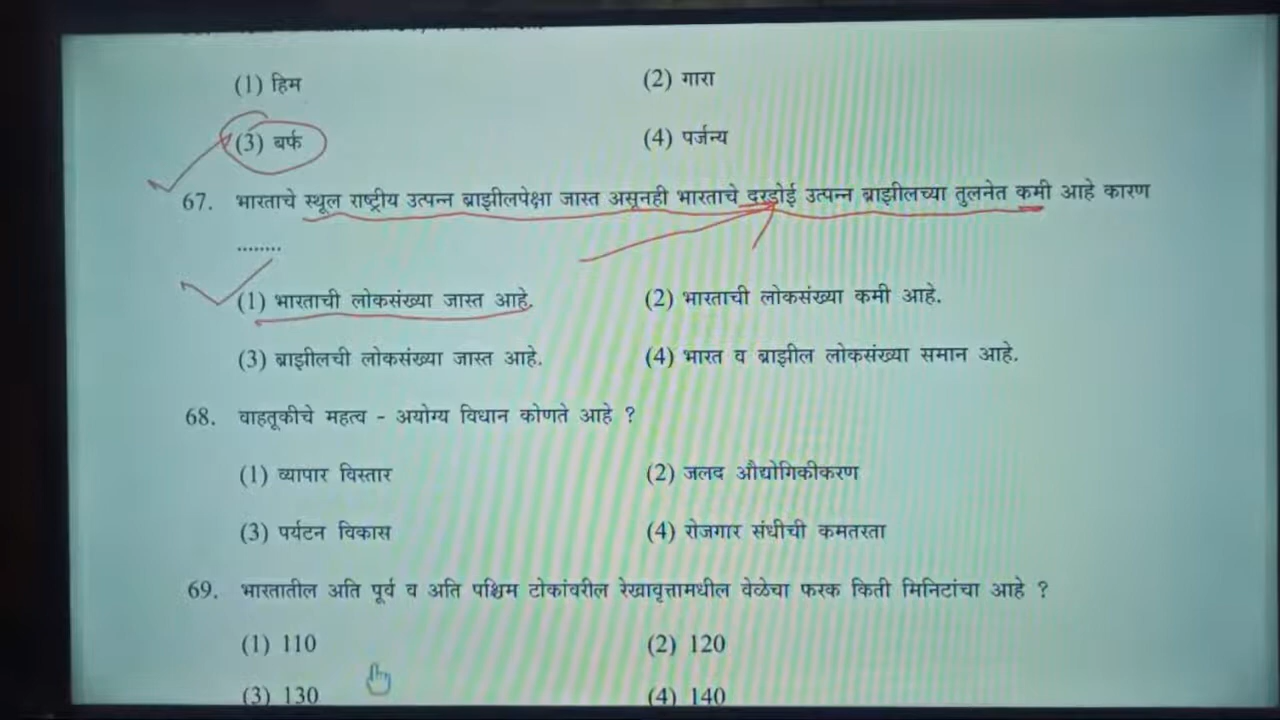 (1) हिम (2) गारा
(3) बर्फ (4) पर्जन्य
67. भारताचे स्थूल राष्ट्रीय उत्पन्न ब्राझीलपेक्षा जास्त असूनही भारताचे दरडोई उत्पन्न ब्राझीलच्या तुलनेत कमी आहे कारण
........
(1) भारताची लोकसंख्या जास्त आहे. (2) भारताची लोकसंख्या कमी आहे.
(3) ब्राझीलची लोकसंख्या जास्त आहे. (4) भारत व ब्राझील लोकसंख्या समान आहे.
68. वाहतूकीचे महत्व - अयोग्य विधान कोणते आहे ?
(1) व्यापार विस्तार (2) जलद औद्योगिकीकरण
(3) पर्यटन विकास (4) रोजगार संधीची कमतरता
69. भारतातील अति पूर्व व अति पश्चिम टोकांवरील रेखावृत्तामधील वेळेचा फरक किती मिनिटांचा आहे ?
(1) 110 (2) 120
(3) 130 (4) 140